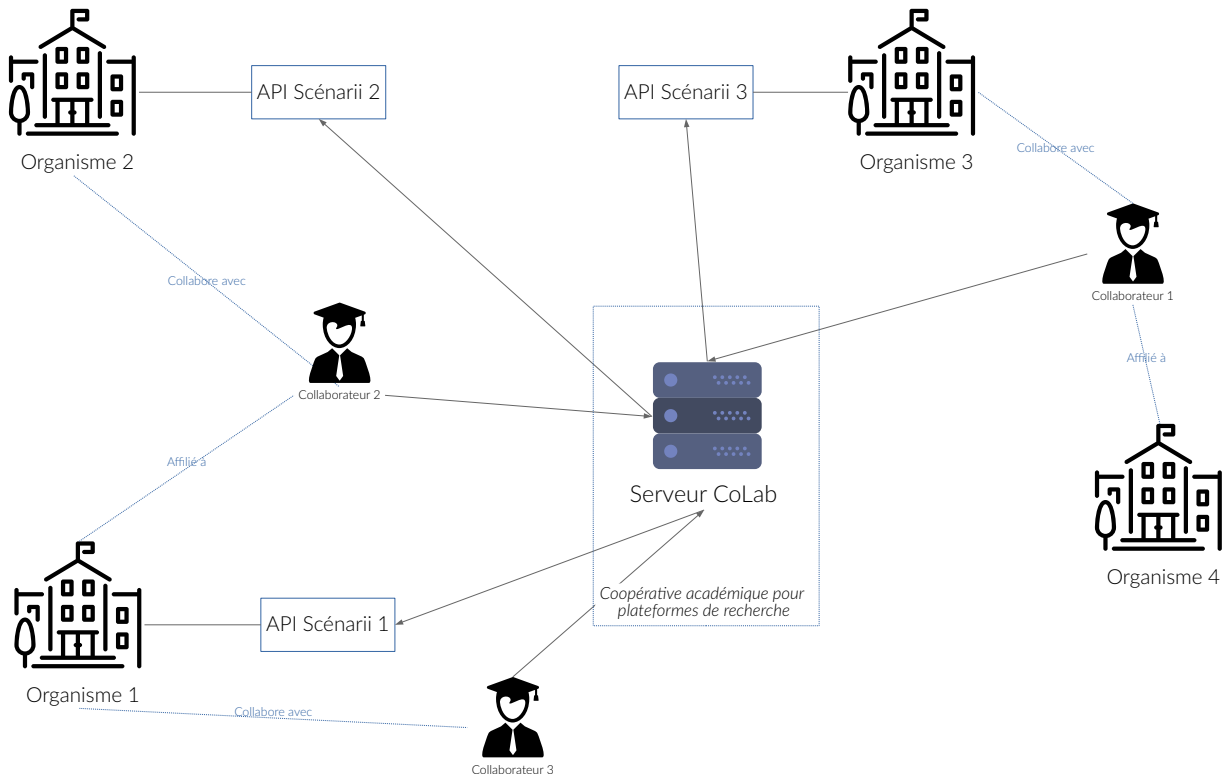 API Scénarii 2
API Scénarii 3
Organisme 2
Organisme 3
Collabore avec
Collabore avec
Collaborateur 1
Affilié à
Collaborateur 2
Affilié à
Serveur CoLab
Organisme 4
Coopérative académique pour
plateformes de recherche
API Scénarii 1
Organisme 1
Collabore avec
Collaborateur 3